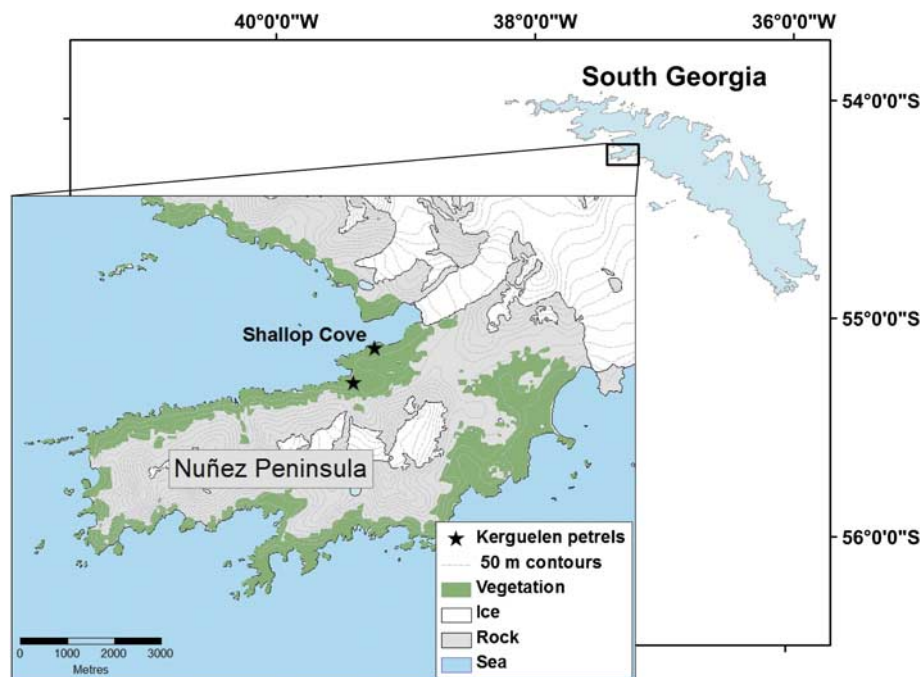 40°0'0"W
38°0'0"W
36°0'0"W
South Georgia
54°0'0"S
55°0'0"S
56°0'0"S
Shallop Cove
Nuñez Peninsula
Kerguelen petrels
50 m contours
Vegetation
Ice
Rock
Sea
0 1000 2000 3000
Metres